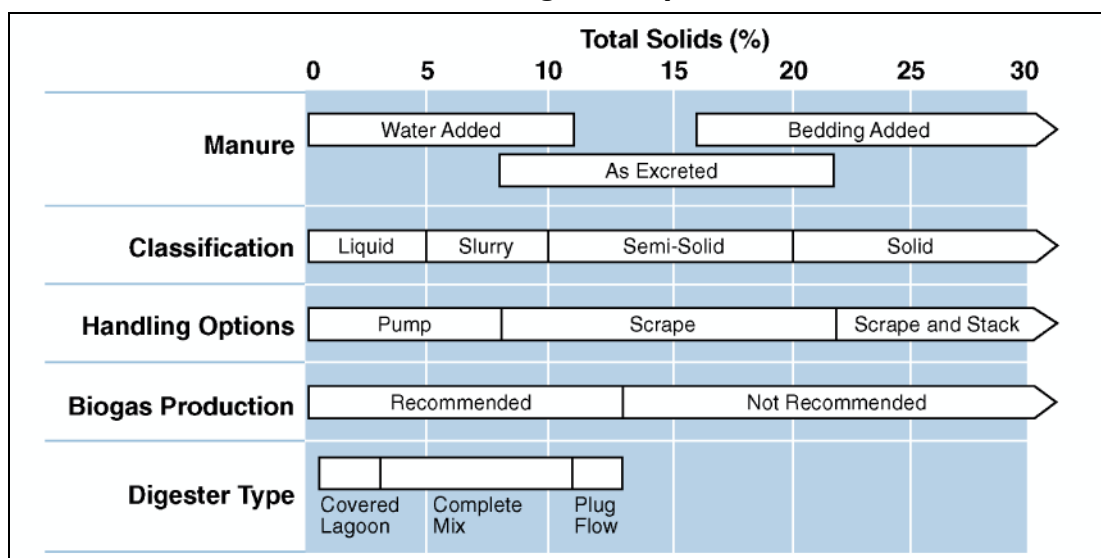 Total Solids (%)
0 5 10 15 20 25 30
Manure
Water Added
Bedding Added
As Excreted
Classification
Liquid
Slurry
Semi-Solid
Solid
Handling Options
Pump
Scrape
Scrape and Stack
Biogas Production
Recommended
Not Recommended
Digester Type
Covered
Lagoon
Complete
Mix
Plug
Flow